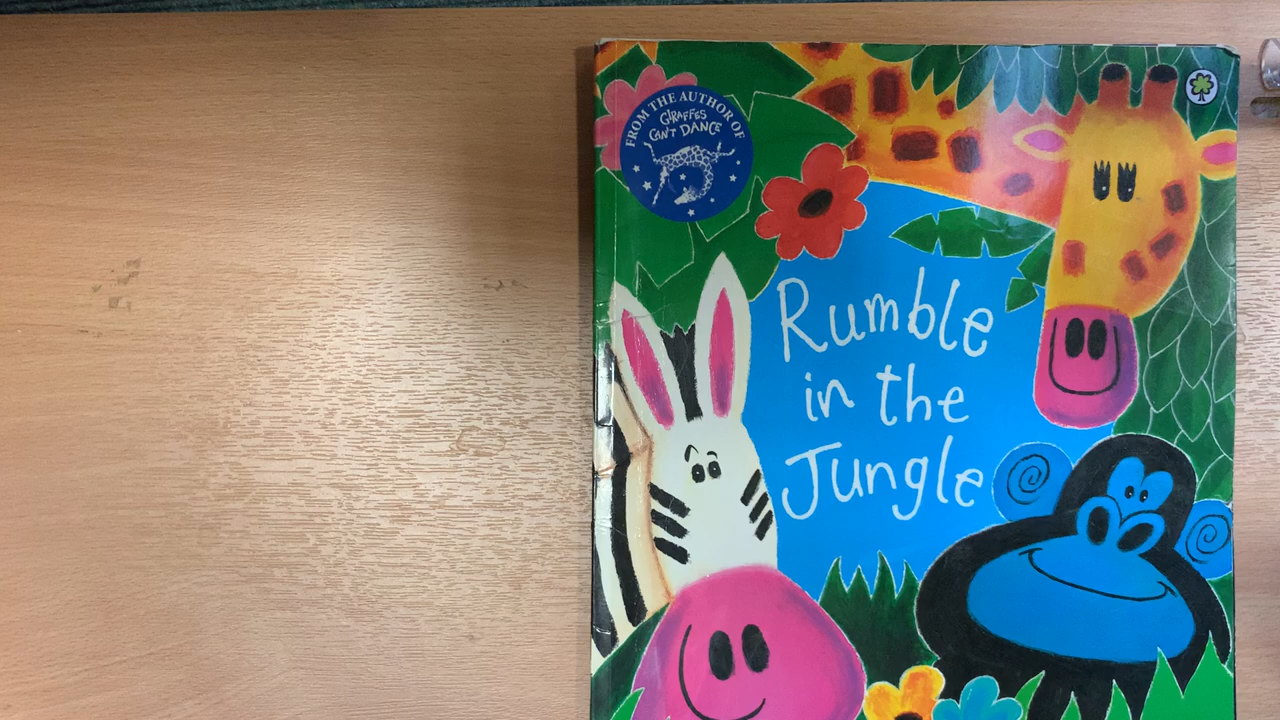 FROM THE AUTHOR OF
GIRAFFES
CAN'T DANCE
Rumble
in the
Jungle